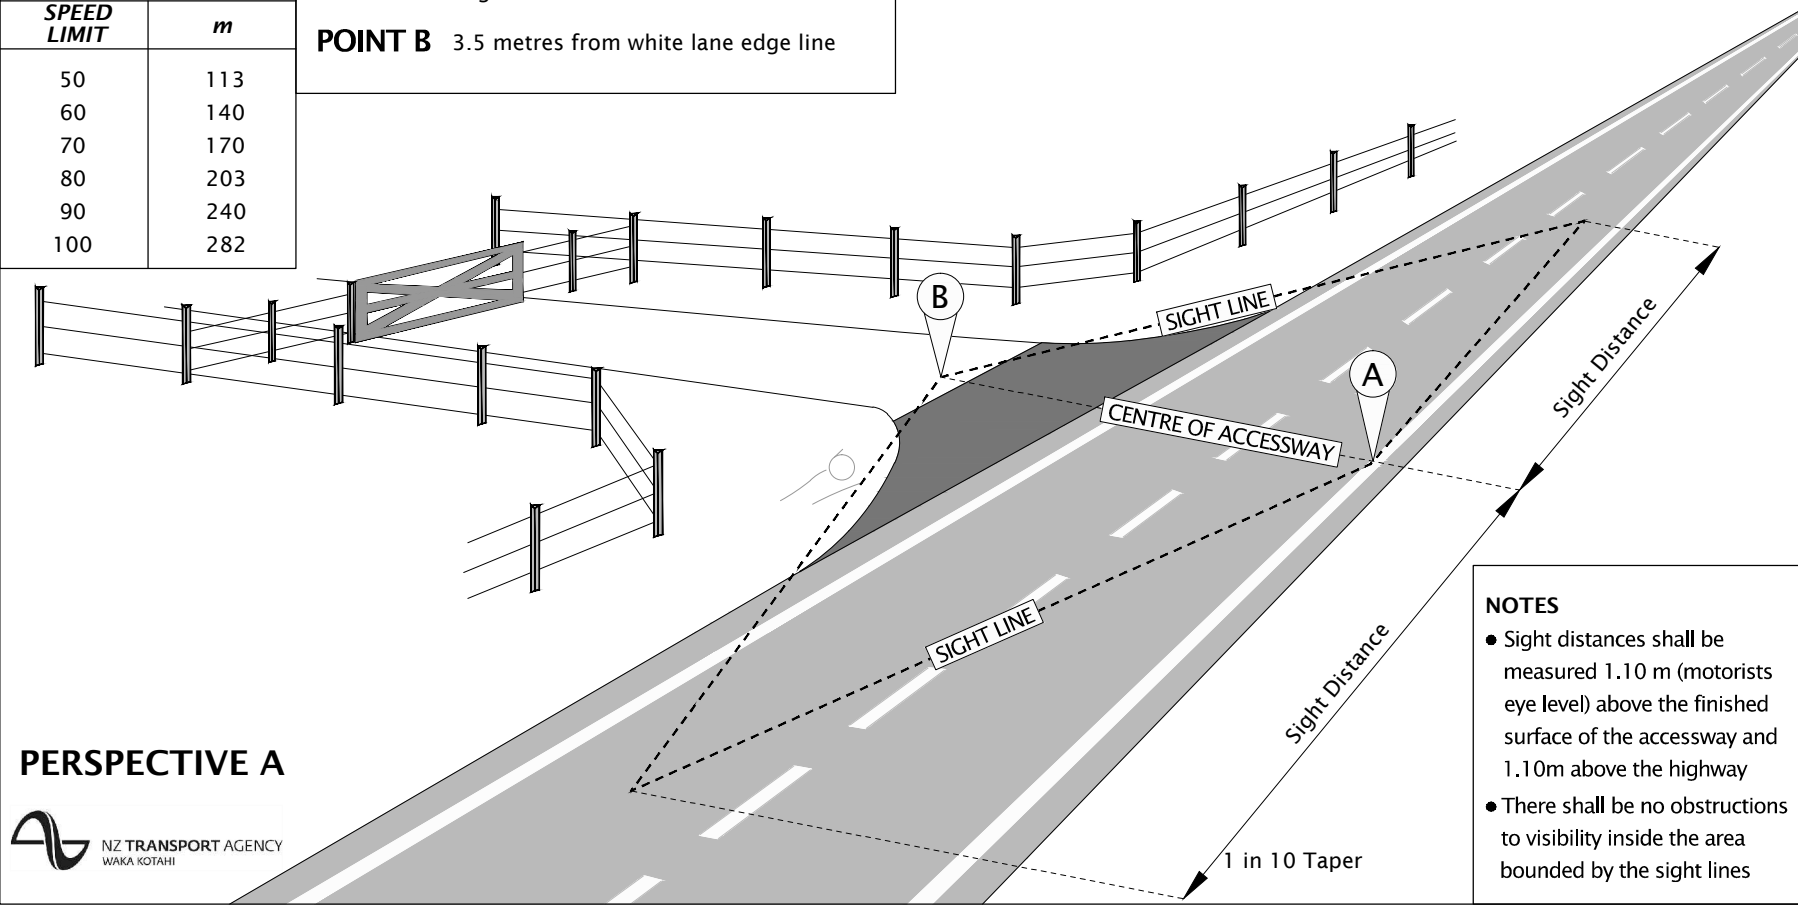 SPEED
LIMIT
m
50 113
60 140
70 170
80 203
90 240
100 282
POINT B 3.5 metres from white lane edge line
B
SIGHT LINE
A
CENTRE OF ACCESSWAY
Sight Distance
SIGHT LINE
Sight Distance
1 in 10 Taper
PERSPECTIVE A
NZ TRANSPORT AGENCY
WAKA KOTAHI
NOTES
● Sight distances shall be
measured 1.10 m (motorists
eye level) above the finished
surface of the accessway and
1.10m above the highway
● There shall be no obstructions
to visibility inside the area
bounded by the sight lines